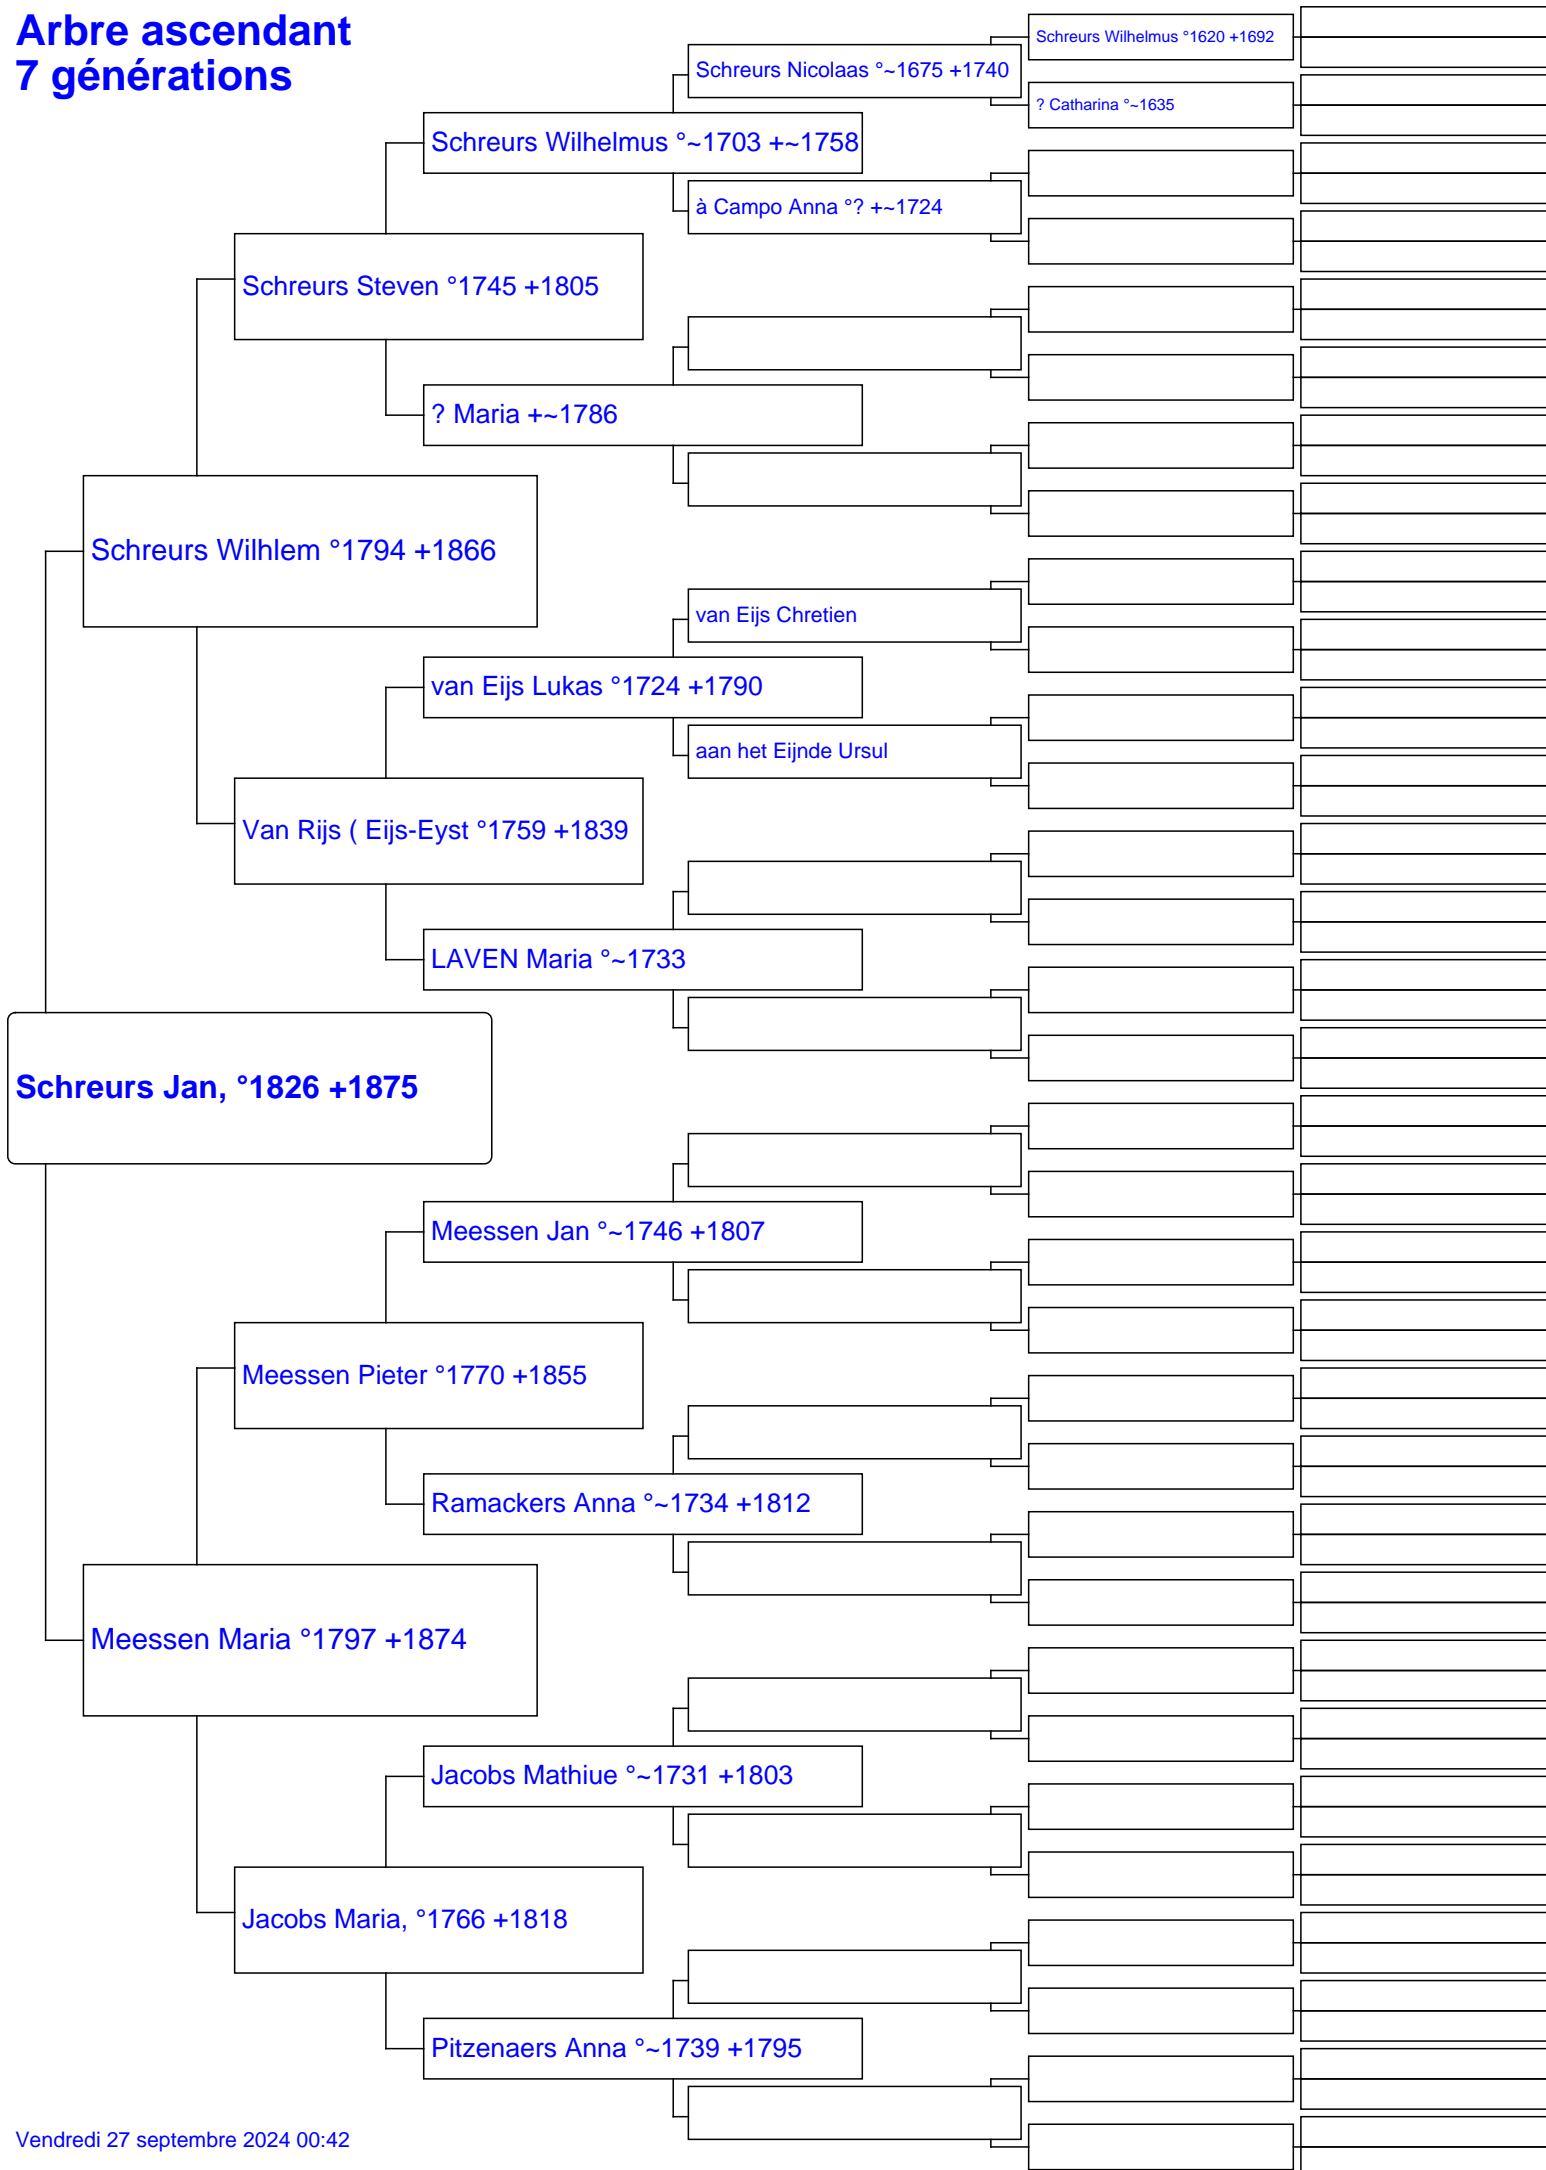 Arbre ascendant
7 générations
Schreurs Wilhelmus °1620 +1692
Schreurs Nicolaas °~1675 +1740
? Catharina °~1635
Schreurs Wilhelmus °~1703 +~1758
à Campo Anna °? +~1724
Schreurs Steven °1745 +1805
? Maria +~1786
Schreurs Wilhlem °1794 +1866
van Eijs Chretien
van Eijs Lukas °1724 +1790
aan het Eijnde Ursul
Van Rijs ( Eijs-Eyst °1759 +1839
LAVEN Maria °~1733
Schreurs Jan, °1826 +1875
Meessen Jan °~1746 +1807
Meessen Pieter °1770 +1855
Ramackers Anna °~1734 +1812
Meessen Maria °1797 +1874
Jacobs Mathiue °~1731 +1803
Jacobs Maria, °1766 +1818
Pitzenaers Anna °~1739 +1795
Vendredi 27 septembre 2024 00:42